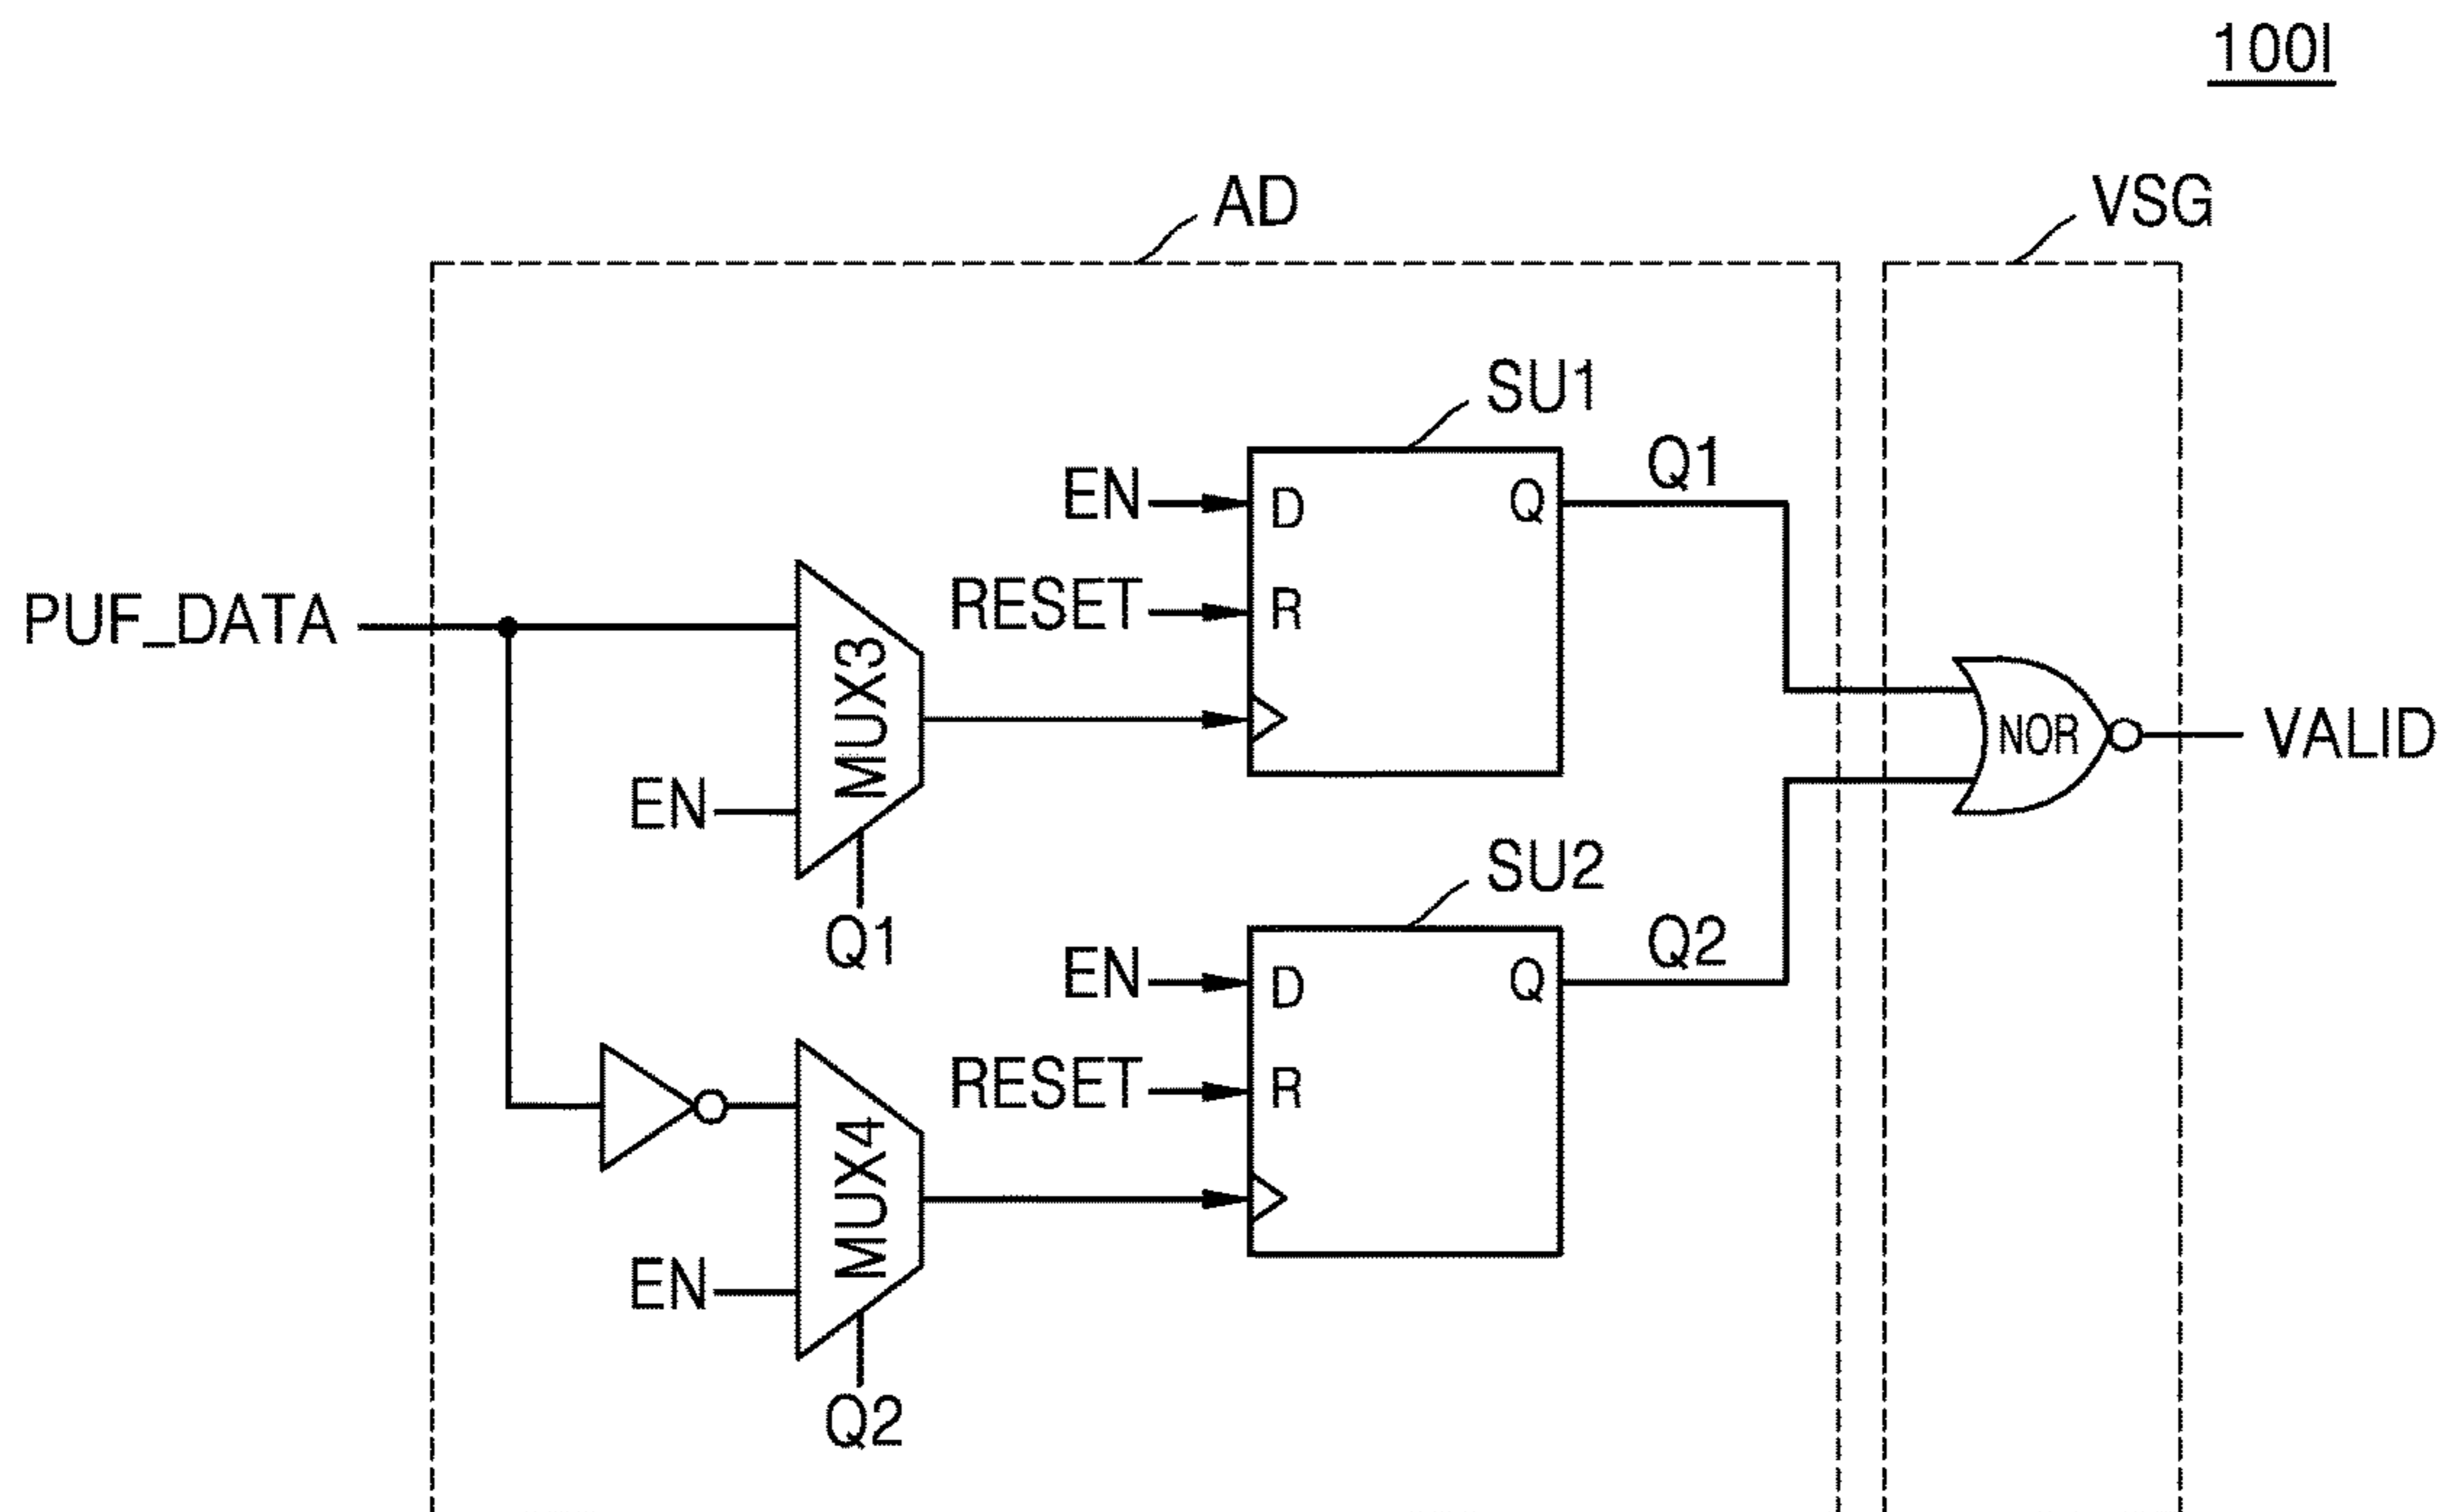 100I
AD
VSG
SU1
EN
D
Q
Q1
RESET
R
PUF_DATA
MUX3
EN
Q1
NOR
VALID
SU2
EN
D
Q
Q2
RESET
R
MUX4
EN
Q2